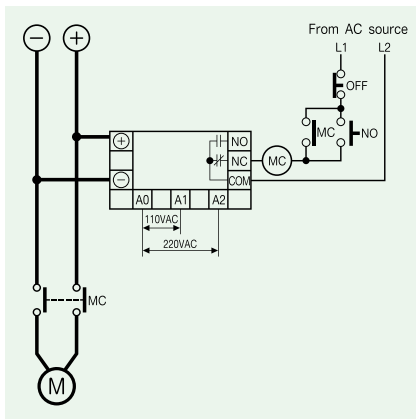 − +
From AC source
L1 L2
OFF
MC NO
+ NO
NC MC
− COM
A0 A1 A2
110VAC
220VAC
MC
M